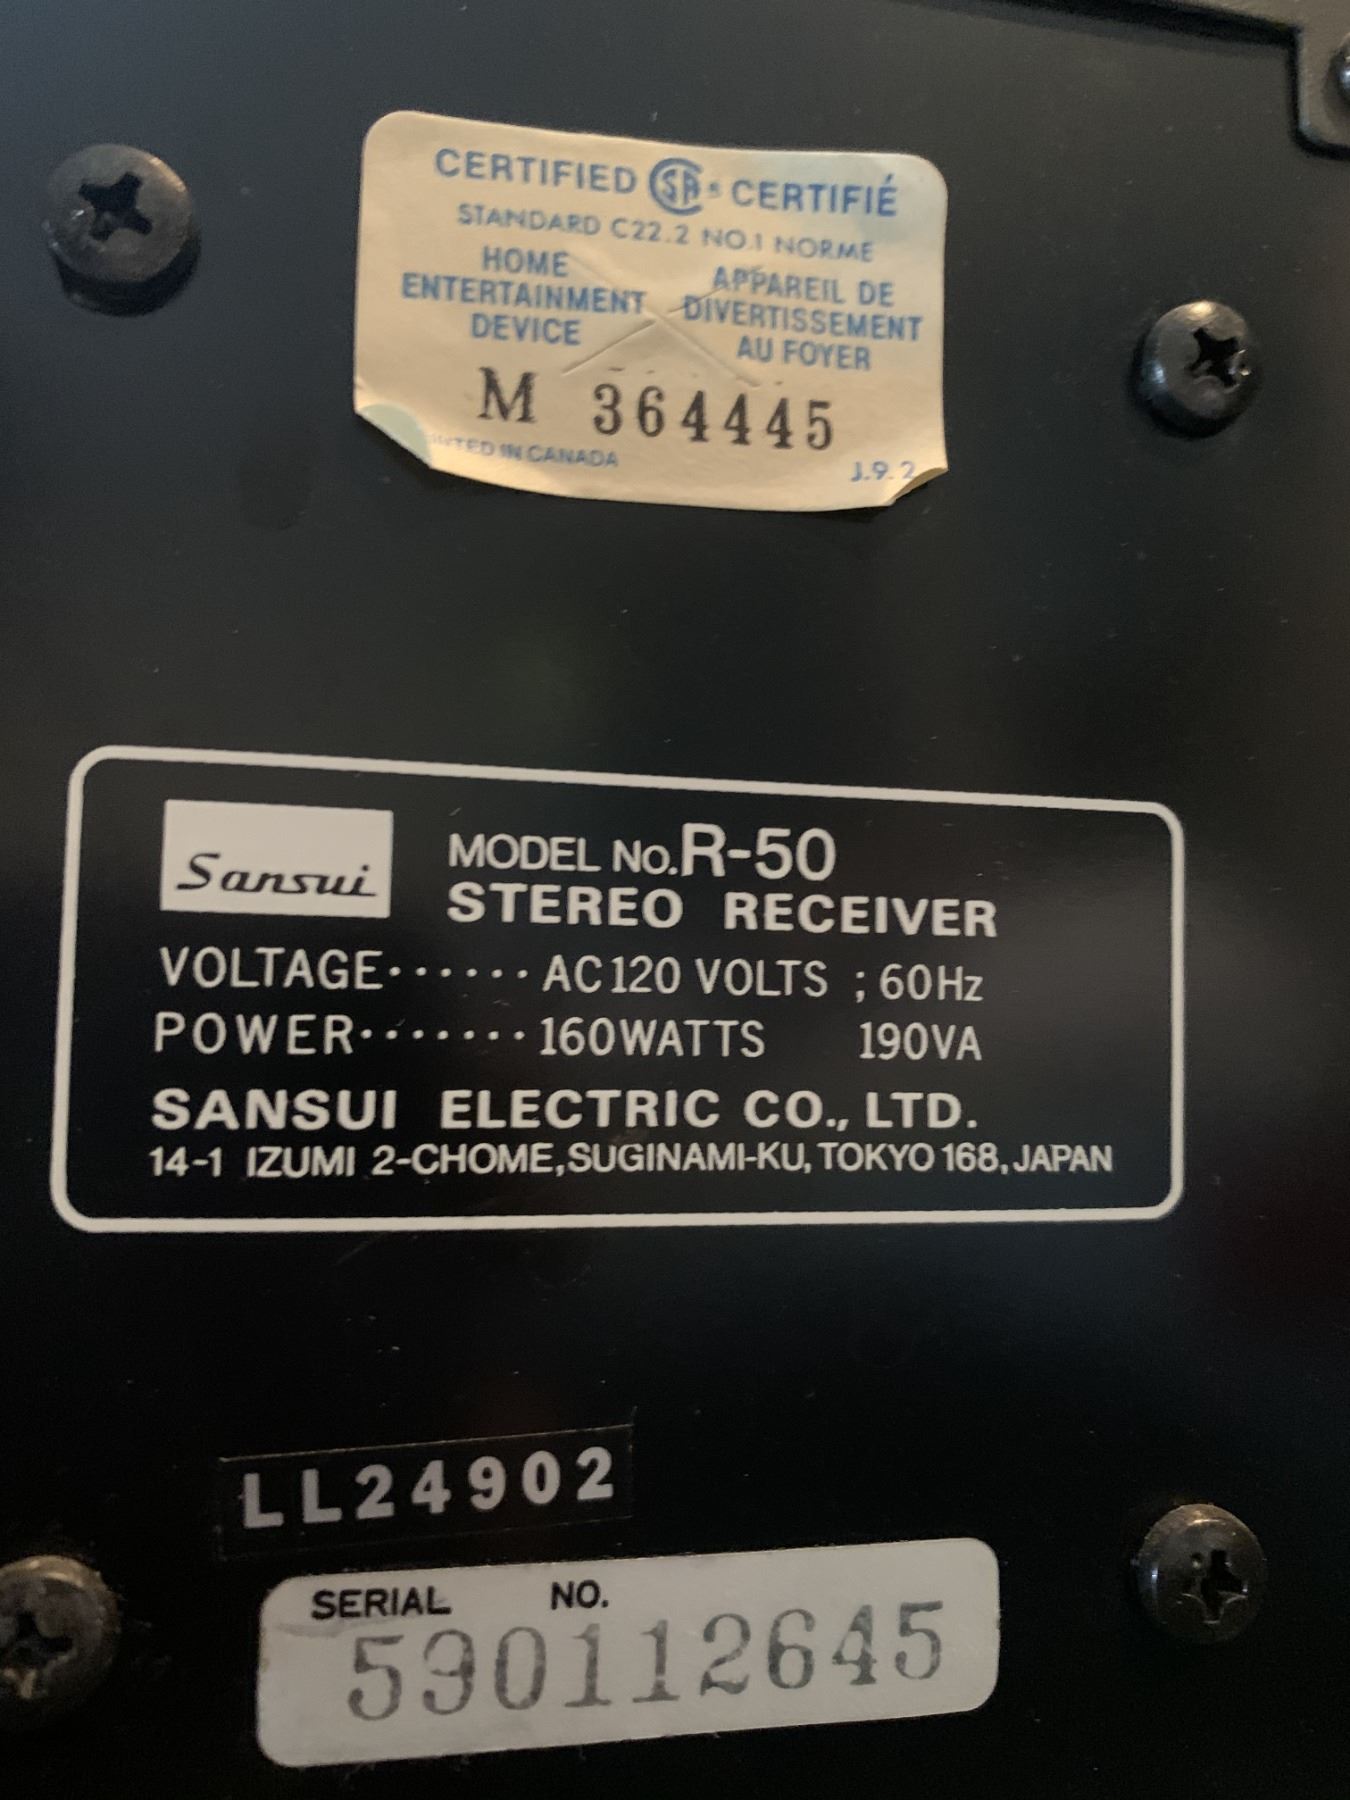 CERTIFIED CSA ® CERTIFIÉ
STANDARD C22.2 NO.1 NORME
HOME ENTERTAINMENT DEVICE
APPAREIL DE DIVERTISSEMENT AU FOYER
M 364445
IN CANADA
J.9.2
Sansui
MODEL No. R-50
STEREO RECEIVER
VOLTAGE······AC 120 VOLTS ; 60Hz
POWER·······160WATTS 190VA
SANSUI ELECTRIC CO., LTD.
14-1 IZUMI 2-CHOME, SUGINAMI-KU, TOKYO 168, JAPAN
LL24902
SERIAL NO.
590112645